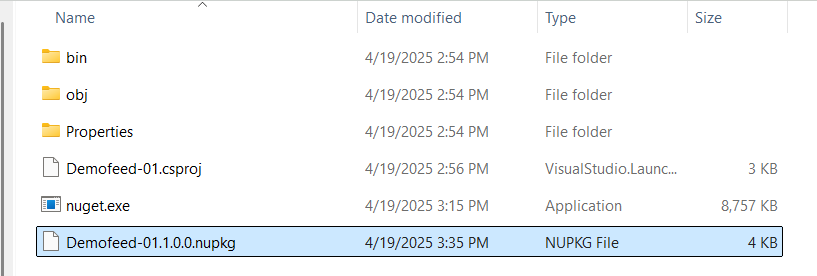 Name Date modified Type Size
bin 4/19/2025 2:54 PM File folder
obj 4/19/2025 2:54 PM File folder
Properties 4/19/2025 2:54 PM File folder
Demofeed-01.csproj 4/19/2025 2:56 PM VisualStudio.Launc... 3 KB
nuget.exe 4/19/2025 3:15 PM Application 8,757 KB
Demofeed-01.1.0.0.nupkg 4/19/2025 3:35 PM NUPKG File 4 KB